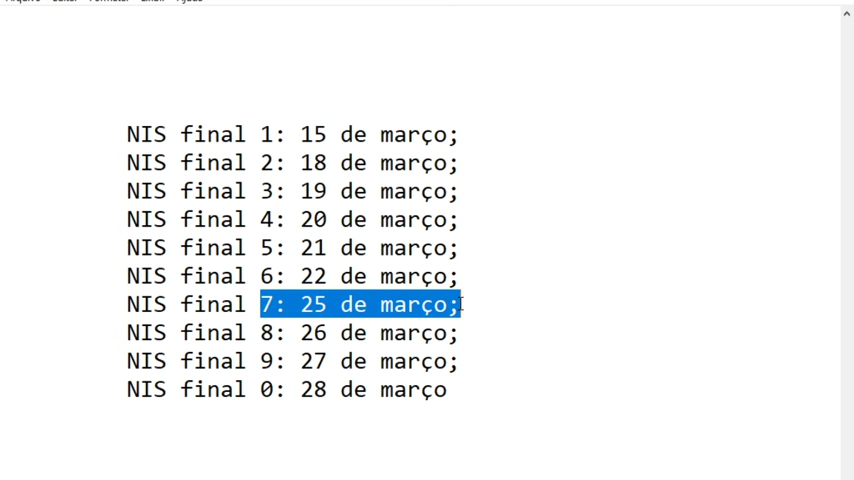 NIS final 1: 15 de março;
NIS final 2: 18 de março;
NIS final 3: 19 de março;
NIS final 4: 20 de março;
NIS final 5: 21 de março;
NIS final 6: 22 de março;
NIS final 7: 25 de março;
NIS final 8: 26 de março;
NIS final 9: 27 de março;
NIS final 0: 28 de março